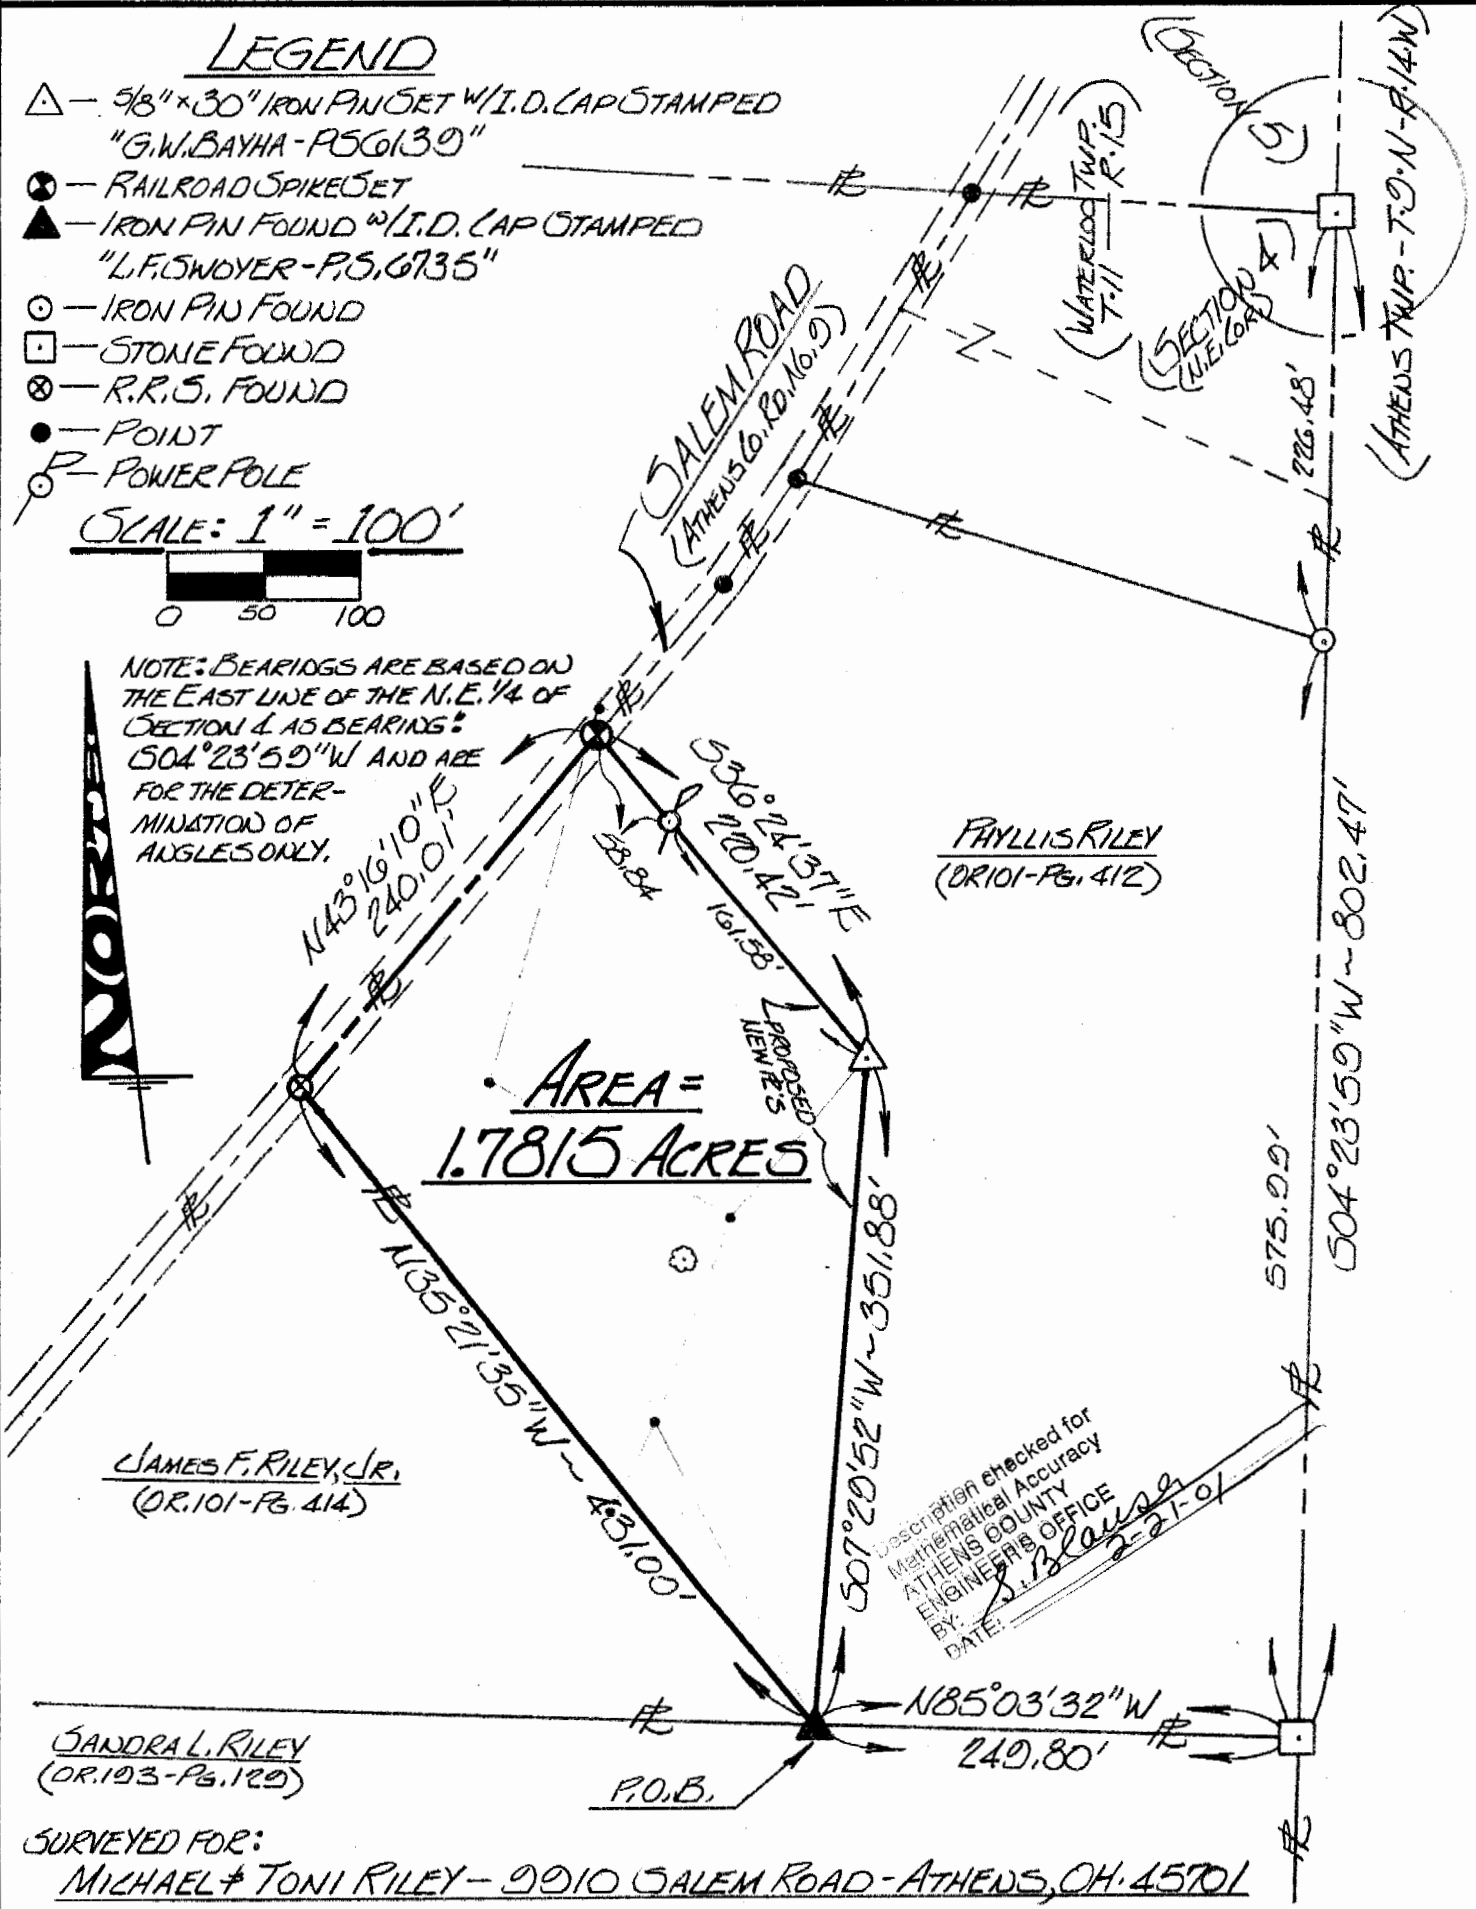 LEGEND
5/8" x 30" IRON PIN SET W/I.D. CAP STAMPED
"G.W. BAYHA - PS6139"
RAILROAD SPIKE SET
IRON PIN FOUND W/I.D. CAP STAMPED
"L.F. SWOYER - P.S. 6735"
IRON PIN FOUND
STONE FOUND
R.R.S. FOUND
POINT
P POWER POLE
SCALE: 1" = 100'
0 50 100
NOTE: BEARINGS ARE BASED ON
THE EAST LINE OF THE N.E. 1/4 OF
SECTION 4 AS BEARING:
S04°23'59"W AND ARE
FOR THE DETER-
MINATION OF
ANGLES ONLY.
NORTH
(SECTION 5)
(WATERLOO TWP.
T-11 R-15)
(SECTION 4)
(N.E. COR.)
(ATHENS TWP. - T-9-N - R-14-W)
226.48'
SALEM ROAD
(ATHENS CO. RD. No. 9)
N43°16'10"E
240.01'
S36°24'37"E
220.42'
58.84
161.58'
PROPOSED
NEW PL'S
PHYLLIS RILEY
(OR101-PG. 412)
S04°23'59"W ~ 802.47'
575.99'
AREA =
1.7815 ACRES
N35°21'35"W ~ 431.00'
S07°29'52"W ~ 351.88'
JAMES F. RILEY, JR.
(OR.101-PG. 414)
Description checked for
Mathematical Accuracy
ATHENS COUNTY
ENGINEER'S OFFICE
BY: S. Blauser
DATE: 2-21-01
N85°03'32"W
249.80'
SANDRA L. RILEY
(OR.193-PG. 129)
P.O.B.
SURVEYED FOR:
MICHAEL & TONI RILEY - 9910 SALEM ROAD - ATHENS, OH. 45701